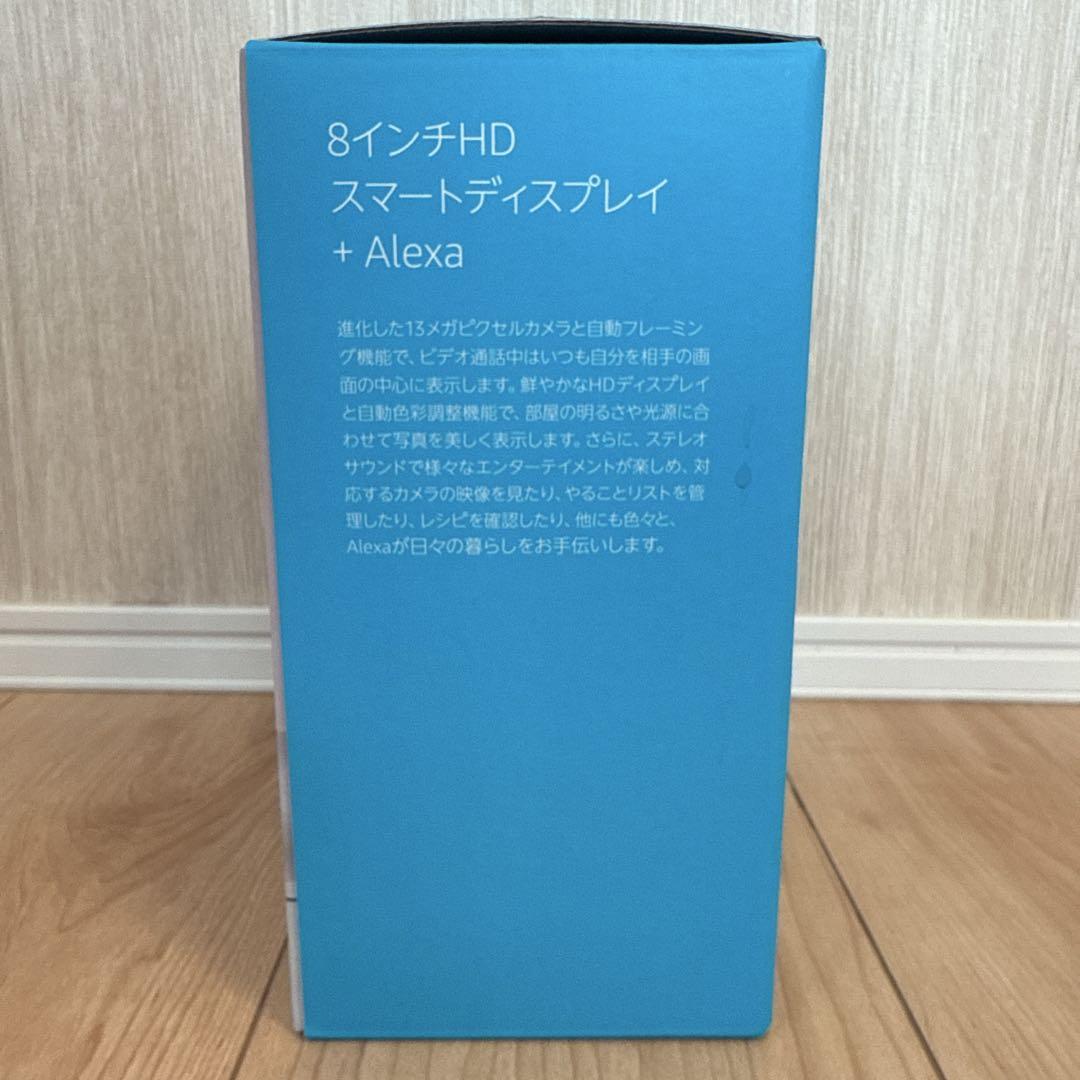 8インチHD
スマートディスプレイ
+ Alexa
進化した13メガピクセルカメラと自動フレーミン
グ機能で、ビデオ通話中はいつも自分を相手の画
面の中心に表示します。鮮やかなHDディスプレイ
と自動色彩調整機能で、部屋の明るさや光源に合
わせて写真を美しく表示します。さらに、ステレオ
サウンドで様々なエンターテイメントが楽しめ、対
応するカメラの映像を見たり、やることリストを管
理したり、レシピを確認したり、他にも色々と、
Alexaが日々の暮らしをお手伝いします。